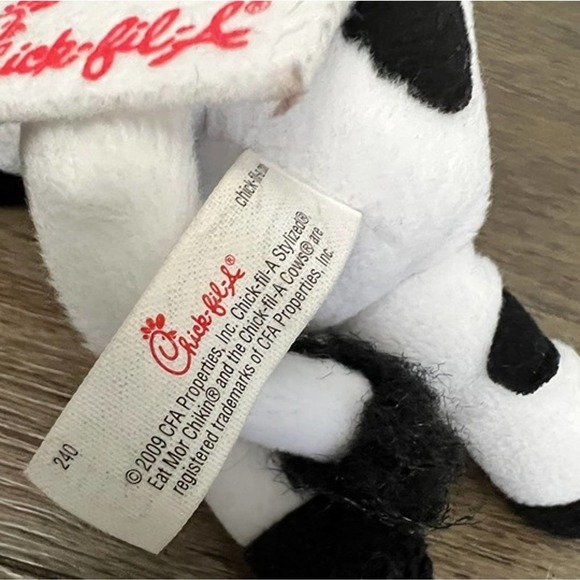 Chick-fil-A®
chick-fil-a.com
Chick-fil-A®
©2009 CFA Properties, Inc. Chick-fil-A Stylized®,
Eat Mor Chikin® and the Chick-fil-A Cows® are
registered trademarks of CFA Properties, Inc.
240